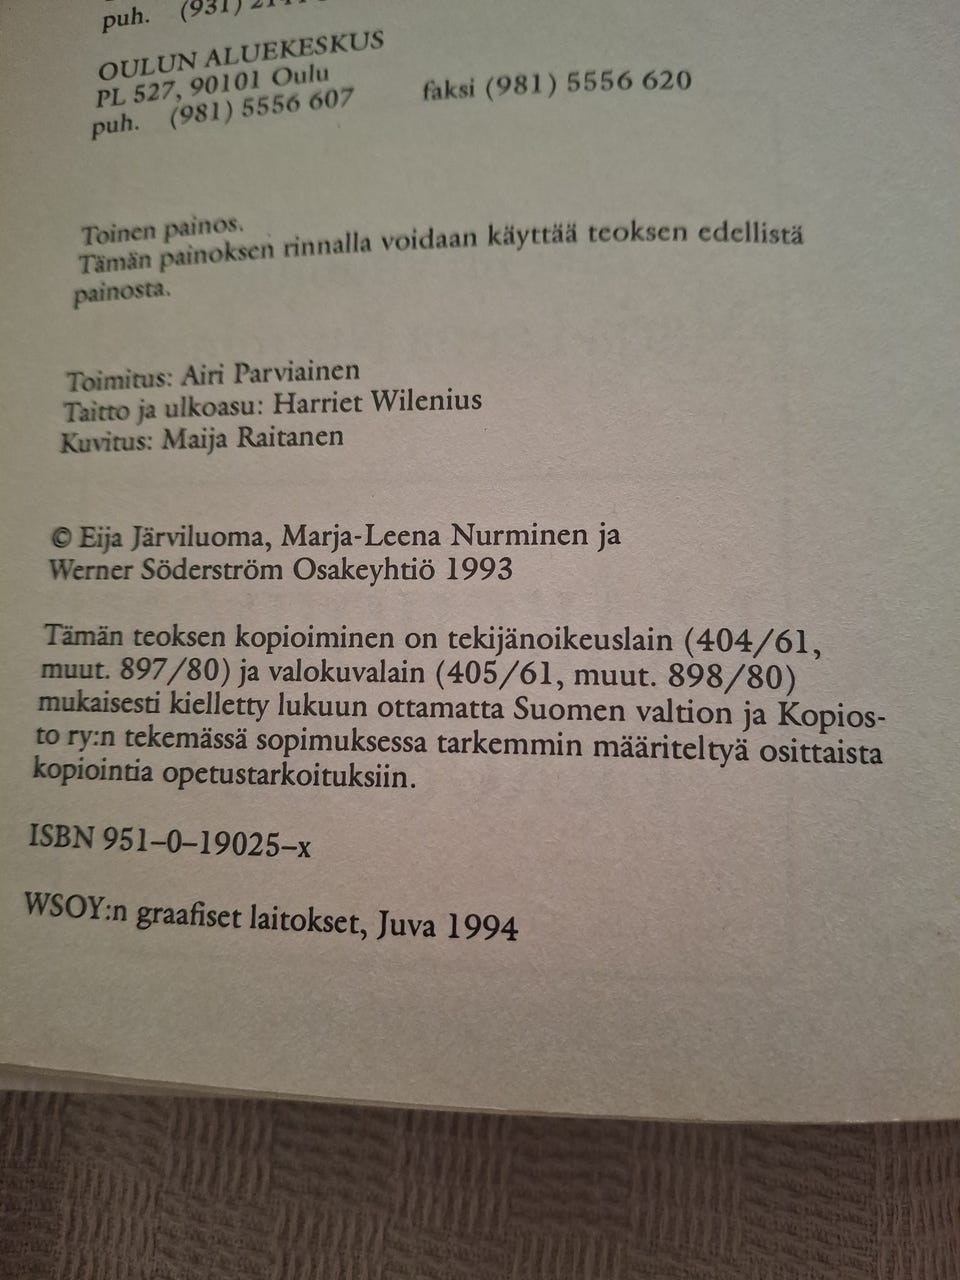 puh. (931)
OULUN ALUEKESKUS
PL 527, 90101 Oulu
puh. (981) 5556 607 faksi (981) 5556 620
Toinen painos.
Tämän painoksen rinnalla voidaan käyttää teoksen edellistä
painosta.
Toimitus: Airi Parviainen
Taitto ja ulkoasu: Harriet Wilenius
Kuvitus: Maija Raitanen
© Eija Järviluoma, Marja-Leena Nurminen ja
Werner Söderström Osakeyhtiö 1993
Tämän teoksen kopioiminen on tekijänoikeuslain (404/61,
muut. 897/80) ja valokuvalain (405/61, muut. 898/80)
mukaisesti kielletty lukuun ottamatta Suomen valtion ja Kopios-
to ry:n tekemässä sopimuksessa tarkemmin määriteltyä osittaista
kopiointia opetustarkoituksiin.
ISBN 951–0–19025–x
WSOY:n graafiset laitokset, Juva 1994